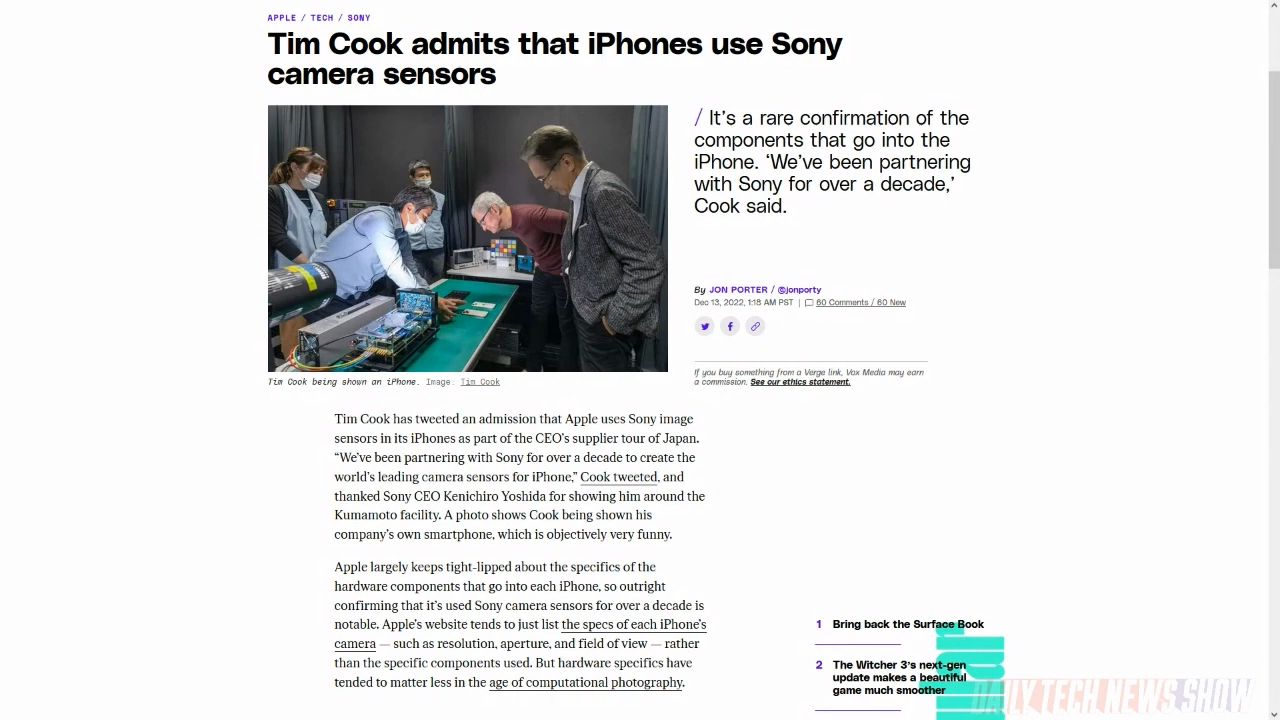 APPLE / TECH / SONY
Tim Cook admits that iPhones use Sony
camera sensors
/ It’s a rare confirmation of the
components that go into the
iPhone. ‘We’ve been partnering
with Sony for over a decade,’
Cook said.
By JON PORTER / @jonporty
Dec 13, 2022, 1:18 AM PST | 60 Comments / 60 New
If you buy something from a Verge link, Vox Media may earn
a commission. See our ethics statement.
Tim Cook being shown an iPhone. Image: Tim Cook
Tim Cook has tweeted an admission that Apple uses Sony image
sensors in its iPhones as part of the CEO’s supplier tour of Japan.
“We’ve been partnering with Sony for over a decade to create the
world’s leading camera sensors for iPhone,” Cook tweeted, and
thanked Sony CEO Kenichiro Yoshida for showing him around the
Kumamoto facility. A photo shows Cook being shown his
company’s own smartphone, which is objectively very funny.
Apple largely keeps tight-lipped about the specifics of the
hardware components that go into each iPhone, so outright
confirming that it’s used Sony camera sensors for over a decade is
notable. Apple’s website tends to just list the specs of each iPhone’s
camera — such as resolution, aperture, and field of view — rather
than the specific components used. But hardware specifics have
tended to matter less in the age of computational photography.
1 Bring back the Surface Book
2 The Witcher 3’s next-gen
update makes a beautiful
game much smoother
DAILY TECH NEWS SHOW